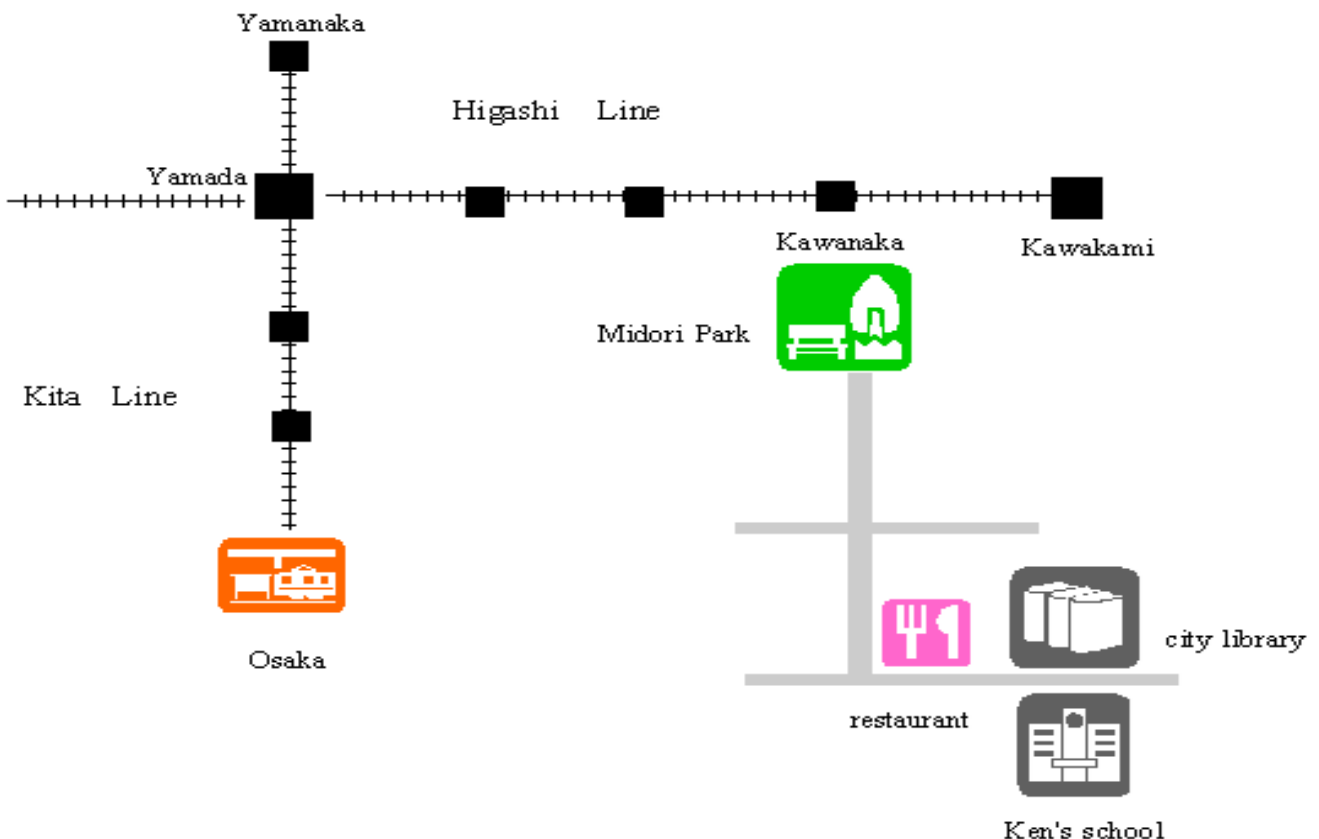 Yamanaka
Higashi Line
Yamada
Kawanaka
Kawakami
Midori Park
Kita Line
Osaka
city library
restaurant
Ken's school